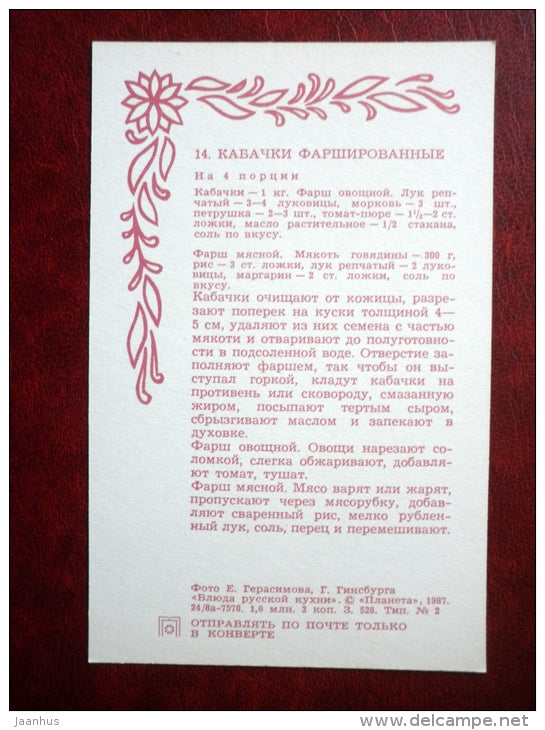 14. КАБАЧКИ ФАРШИРОВАННЫЕ
На 4 порции
Кабачки — 1 кг. Фарш овощной. Лук реп-
чатый — 3—4 луковицы, морковь — 3 шт.,
петрушка — 2—3 шт., томат-пюре — 1½—2 ст.
ложки, масло растительное — 1/2 стакана,
соль по вкусу.
Фарш мясной. Мякоть говядины — 300 г,
рис — 3 ст. ложки, лук репчатый — 2 луко-
вицы, маргарин — 2 ст. ложки, соль по
вкусу.
Кабачки очищают от кожицы, разре-
зают поперек на куски толщиной 4—
5 см, удаляют из них семена с частью
мякоти и отваривают до полуготовнос-
ти в подсоленной воде. Отверстие за-
полняют фаршем, так чтобы он вы-
ступал горкой, кладут кабачки на
противень или сковороду, смазанную
жиром, посыпают тертым сыром,
сбрызгивают маслом и запекают в
духовке.
Фарш овощной. Овощи нарезают со-
ломкой, слегка обжаривают, добавля-
ют томат, тушат.
Фарш мясной. Мясо варят или жарят,
пропускают через мясорубку, добав-
ляют сваренный рис, мелко рублен-
ный лук, соль, перец и перемешивают.
Фото Е. Герасимова, Г. Гинсбурга
«Блюда русской кухни». © «Планета», 1987.
24/8а-7570. 1,6 млн. 3 коп. З. 528. Тип. № 2
ОТПРАВЛЯТЬ ПО ПОЧТЕ ТОЛЬКО
В КОНВЕРТЕ
jaanhus
www.delcampe.net